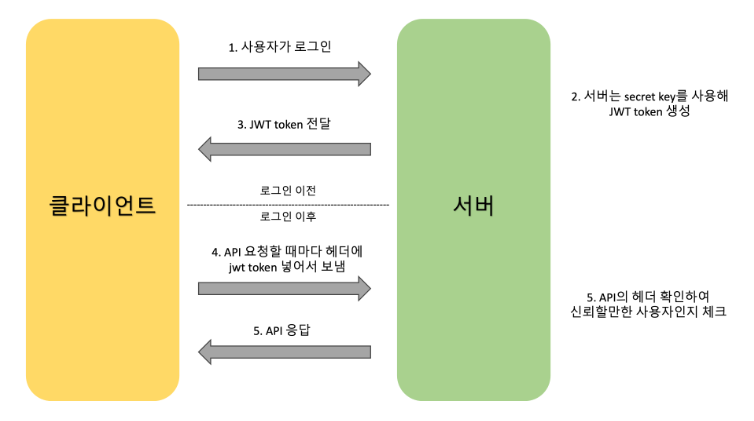 1. 사용자가 로그인
2. 서버는 secret key를 사용해
JWT token 생성
3. JWT token 전달
클라이언트
서버
로그인 이전
로그인 이후
4. API 요청할 때마다 헤더에
jwt token 넣어서 보냄
5. API의 헤더 확인하여
신뢰할만한 사용자인지 체크
5. API 응답